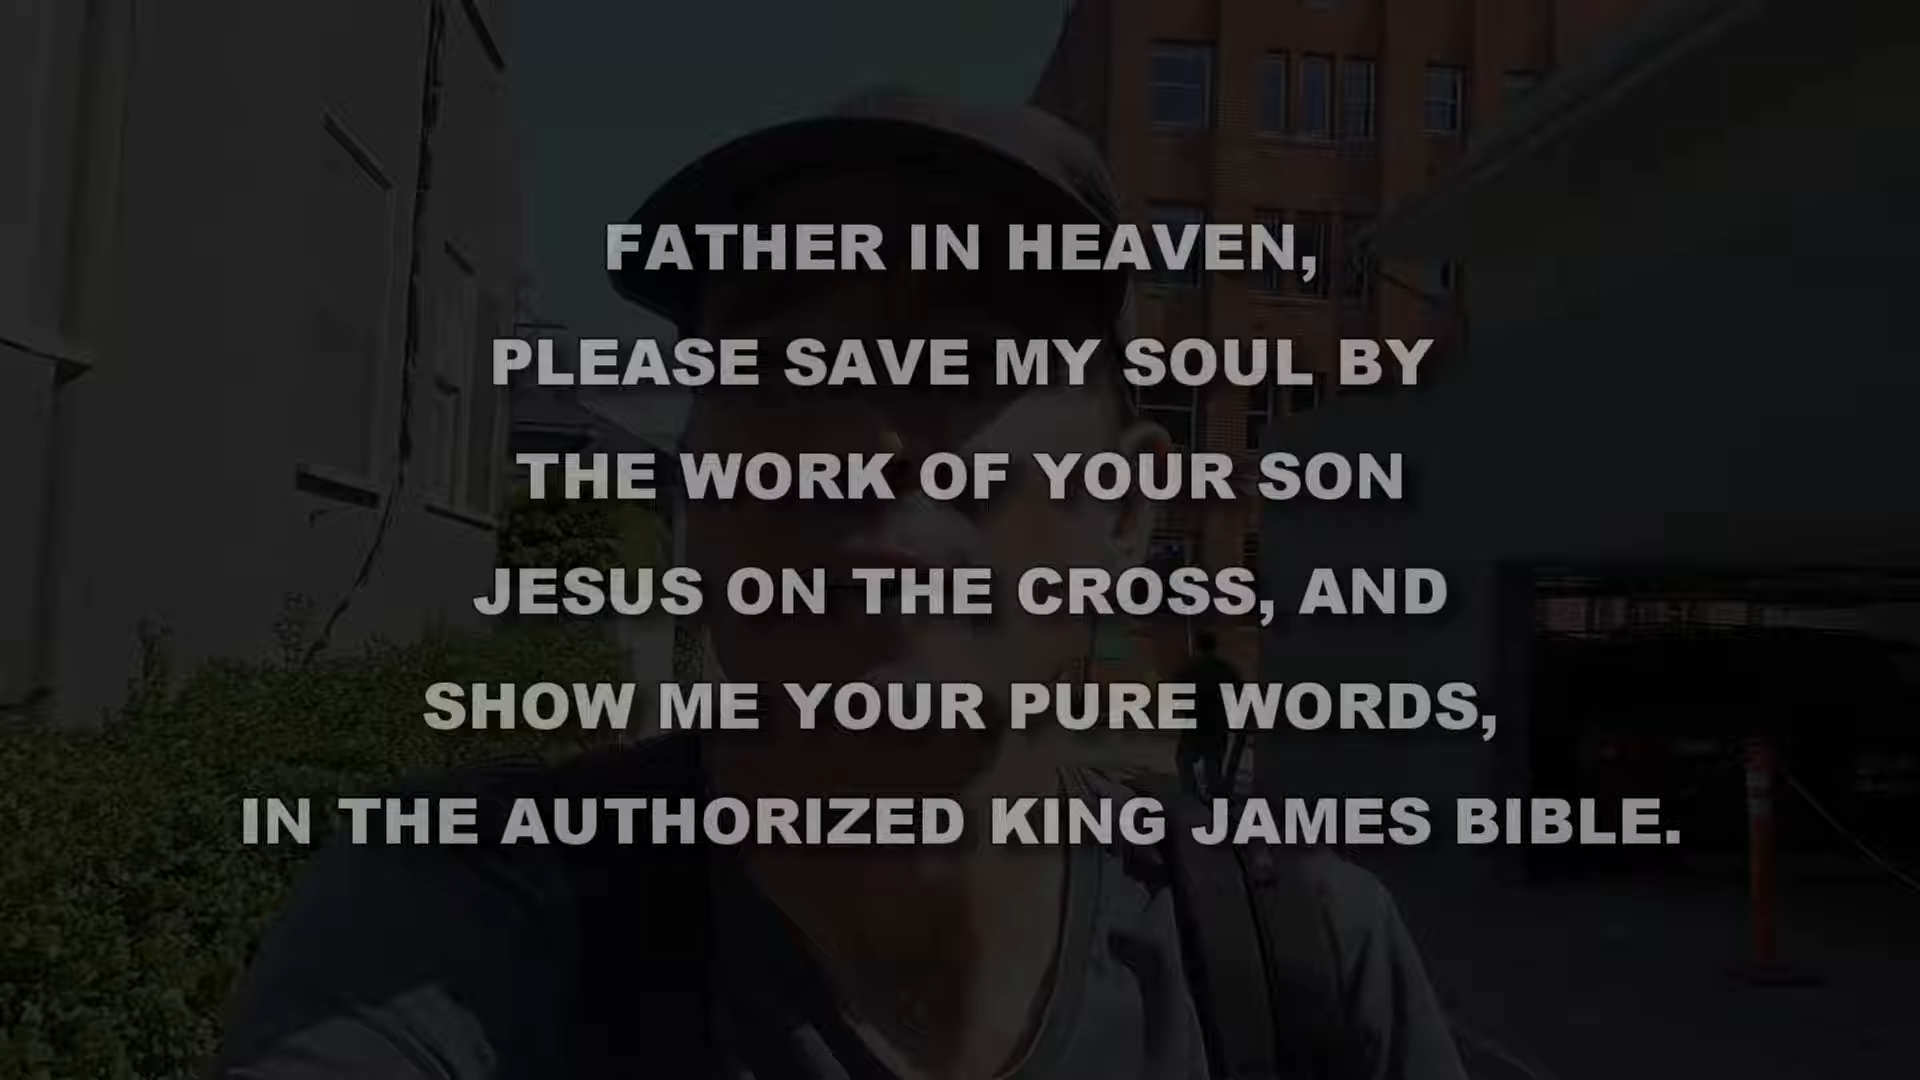 FATHER IN HEAVEN,
PLEASE SAVE MY SOUL BY
THE WORK OF YOUR SON
JESUS ON THE CROSS, AND
SHOW ME YOUR PURE WORDS,
IN THE AUTHORIZED KING JAMES BIBLE.